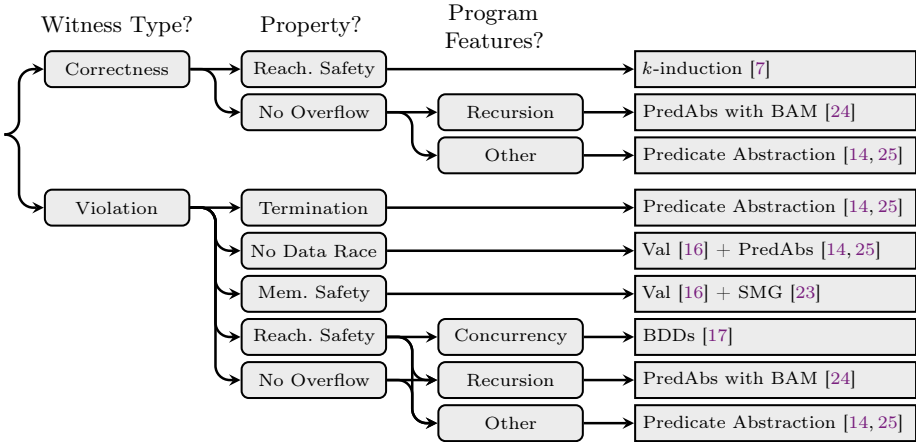 Witness Type? Property? Program
Features?
Correctness Reach. Safety k-induction [7]
No Overflow Recursion PredAbs with BAM [24]
Other Predicate Abstraction [14, 25]
Violation Termination Predicate Abstraction [14, 25]
No Data Race Val [16] + PredAbs [14, 25]
Mem. Safety Val [16] + SMG [23]
Reach. Safety Concurrency BDDs [17]
No Overflow Recursion PredAbs with BAM [24]
Other Predicate Abstraction [14, 25]